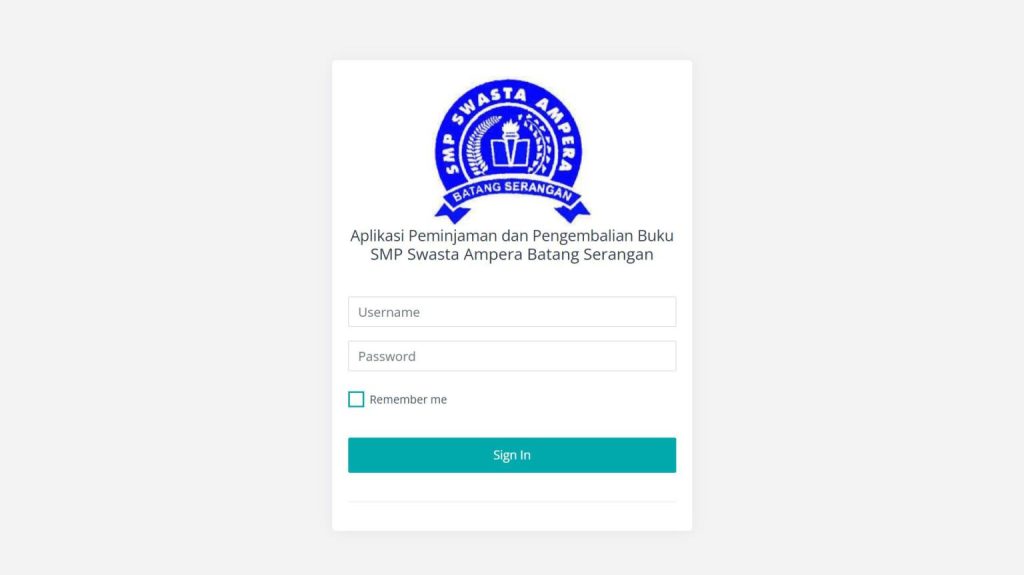 SMP SWASTA AMPERA
BATANG SERANGAN
Aplikasi Peminjaman dan Pengembalian Buku
SMP Swasta Ampera Batang Serangan
Username
Password
Remember me
Sign In